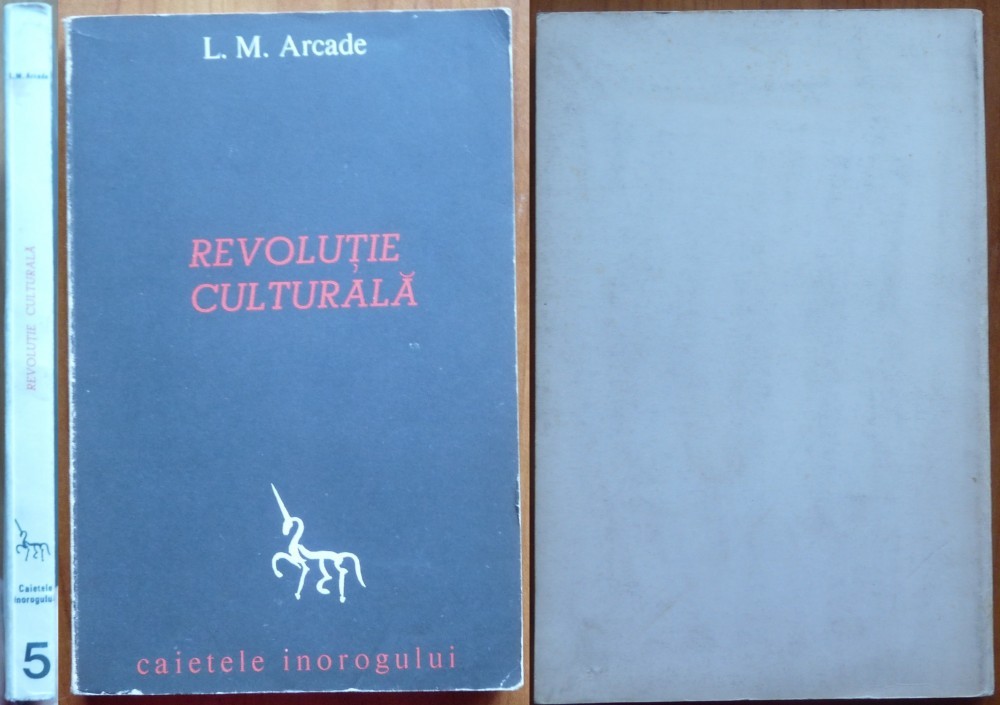 L. M. Arcade
REVOLUȚIE CULTURALĂ
Caietele
inorogului
5
L. M. Arcade
REVOLUȚIE
CULTURALĂ
caietele inorogului